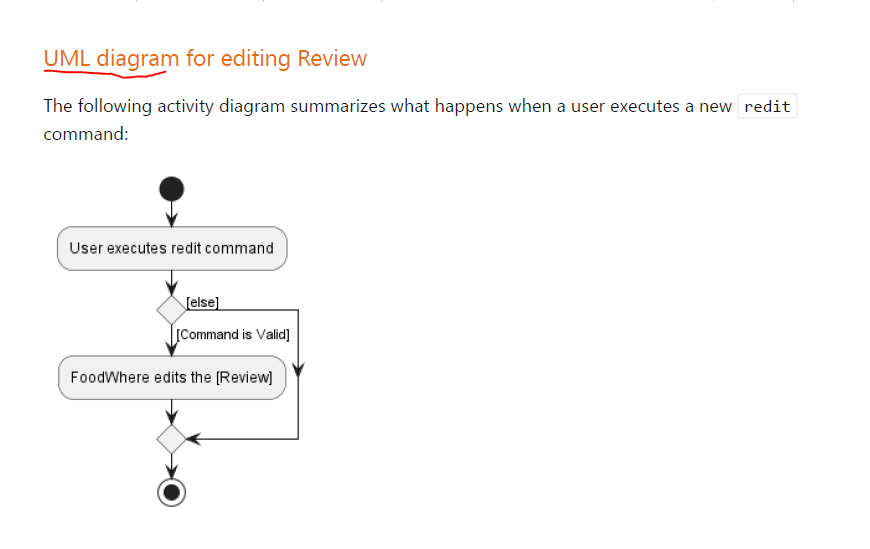 UML diagram for editing Review
The following activity diagram summarizes what happens when a user executes a new redit
command:
User executes redit command
[else]
[Command is Valid]
FoodWhere edits the [Review]